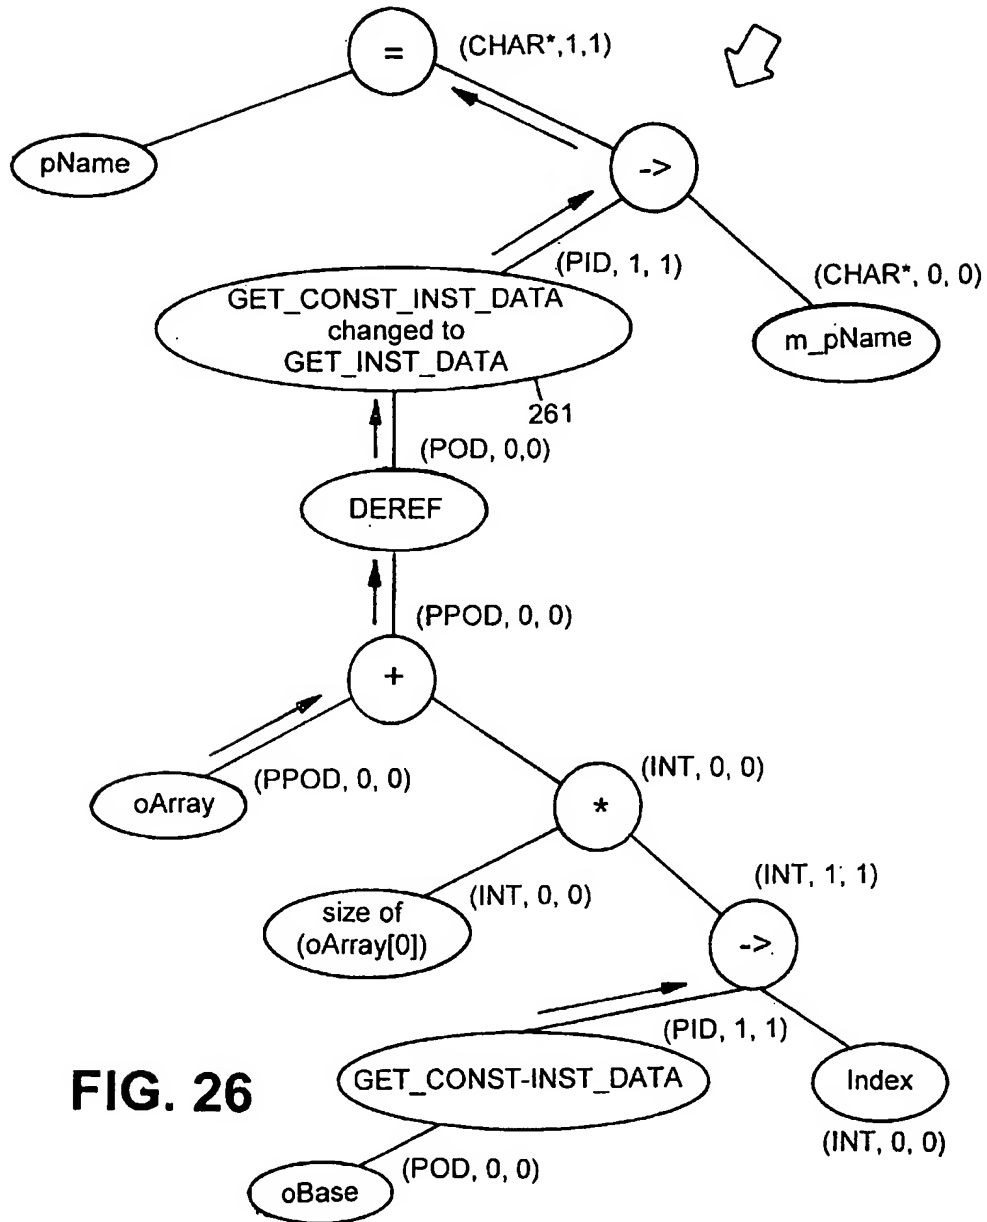 =
(CHAR*,1,1)
pName
->
(PID, 1, 1)
(CHAR*, 0, 0)
GET_CONST_INST_DATA
changed to
GET_INST_DATA
m_pName
261
(POD, 0,0)
DEREF
(PPOD, 0, 0)
+
(PPOD, 0, 0)
oArray
(INT, 0, 0)
*
(INT, 1, 1)
(INT, 0, 0)
size of
(oArray[0])
->
(PID, 1, 1)
FIG. 26
GET_CONST-INST_DATA
Index
(INT, 0, 0)
(POD, 0, 0)
oBase